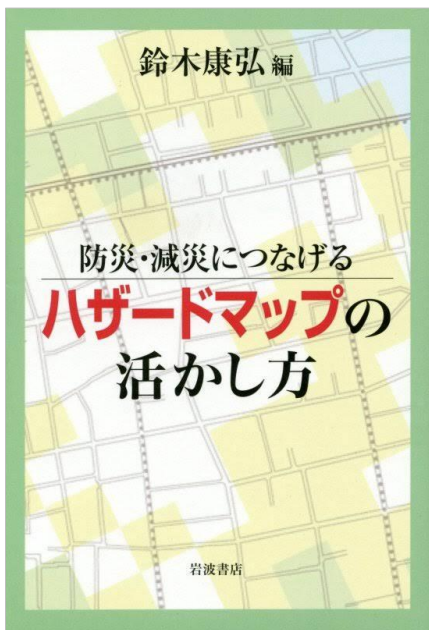 鈴木康弘 編
防災・減災につなげる
ハザードマップの
活かし方
岩波書店